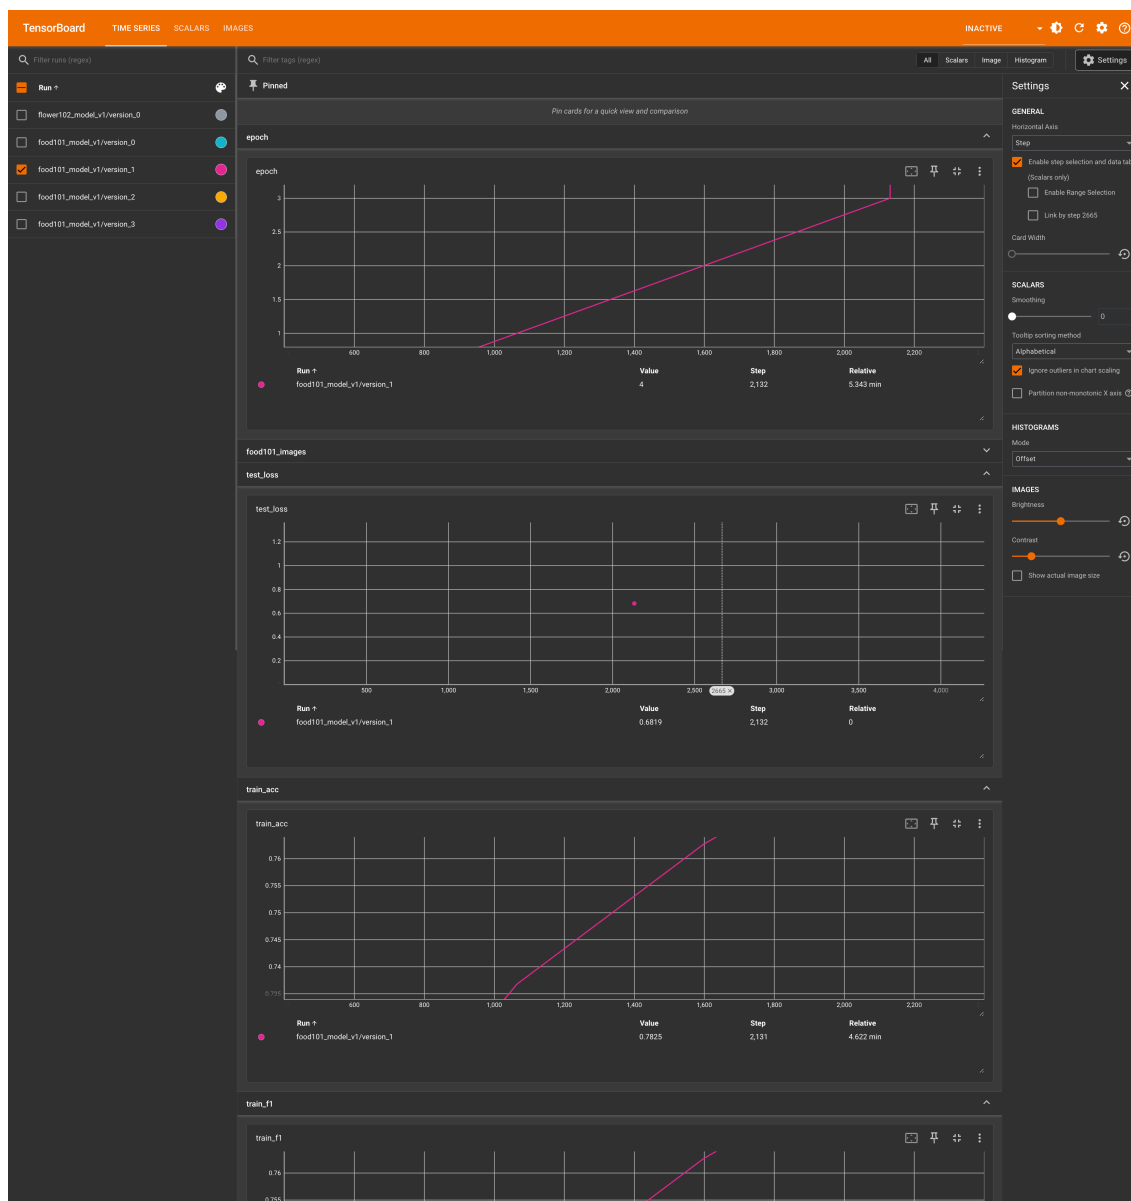 TensorBoard TIME SERIES SCALARS IMAGES INACTIVE
Filter runs (regex)
Run ↑
flower102_model_v1/version_0
food101_model_v1/version_0
food101_model_v1/version_1
food101_model_v1/version_2
food101_model_v1/version_3
Filter tags (regex) All Scalars Image Histogram Settings
Pinned
Pin cards for a quick view and comparison
epoch
epoch
3
2.5
2
1.5
1
600 800 1,000 1,200 1,400 1,600 1,800 2,000 2,200
Run ↑ Value Step Relative
food101_model_v1/version_1 4 2,132 5.343 min
food101_images
test_loss
test_loss
1.2
1
0.8
0.6
0.4
0.2
500 1,000 1,500 2,000 2,500 2665 × 3,000 3,500 4,000
Run ↑ Value Step Relative
food101_model_v1/version_1 0.6819 2,132 0
train_acc
train_acc
0.76
0.755
0.75
0.745
0.74
0.735
600 800 1,000 1,200 1,400 1,600 1,800 2,000 2,200
Run ↑ Value Step Relative
food101_model_v1/version_1 0.7825 2,131 4.622 min
train_f1
train_f1
0.76
0.755
Settings
GENERAL
Horizontal Axis
Step
Enable step selection and data tab
(Scalars only)
Enable Range Selection
Link by step 2665
Card Width
SCALARS
Smoothing
0
Tooltip sorting method
Alphabetical
Ignore outliers in chart scaling
Partition non-monotonic X axis
HISTOGRAMS
Mode
Offset
IMAGES
Brightness
Contrast
Show actual image size